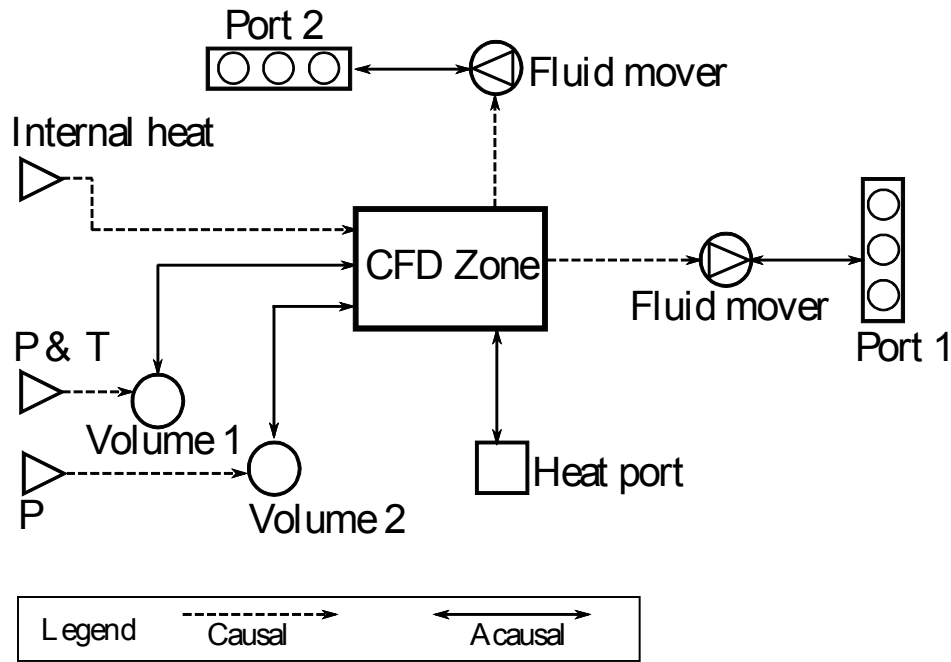 Port 2
Fluid mover
Internal heat
CFD Zone
Fluid mover
Port 1
P & T
Volume 1
Heat port
P
Volume 2
Legend
Causal
Acausal